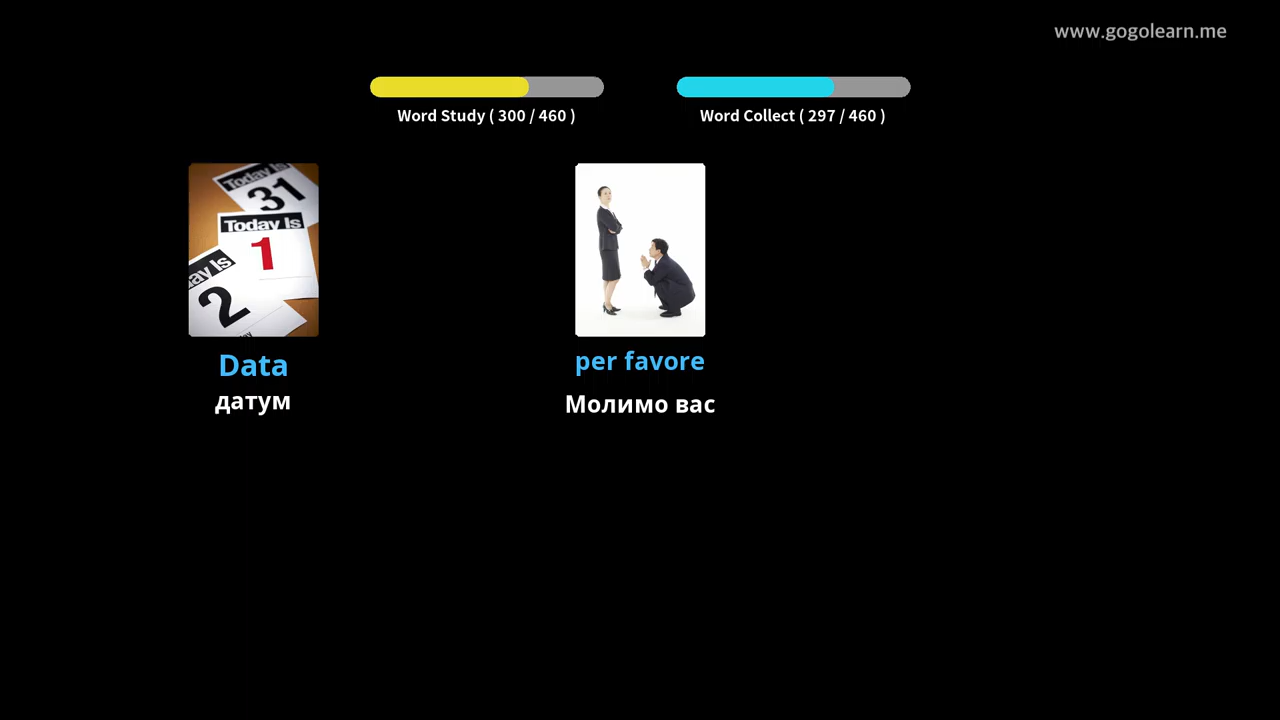 www.gogolearn.me
Word Study ( 300 / 460 )
Word Collect ( 297 / 460 )
Today Is
31
Today Is
1
ay Is
2
Data
датум
per favore
Молимо вас